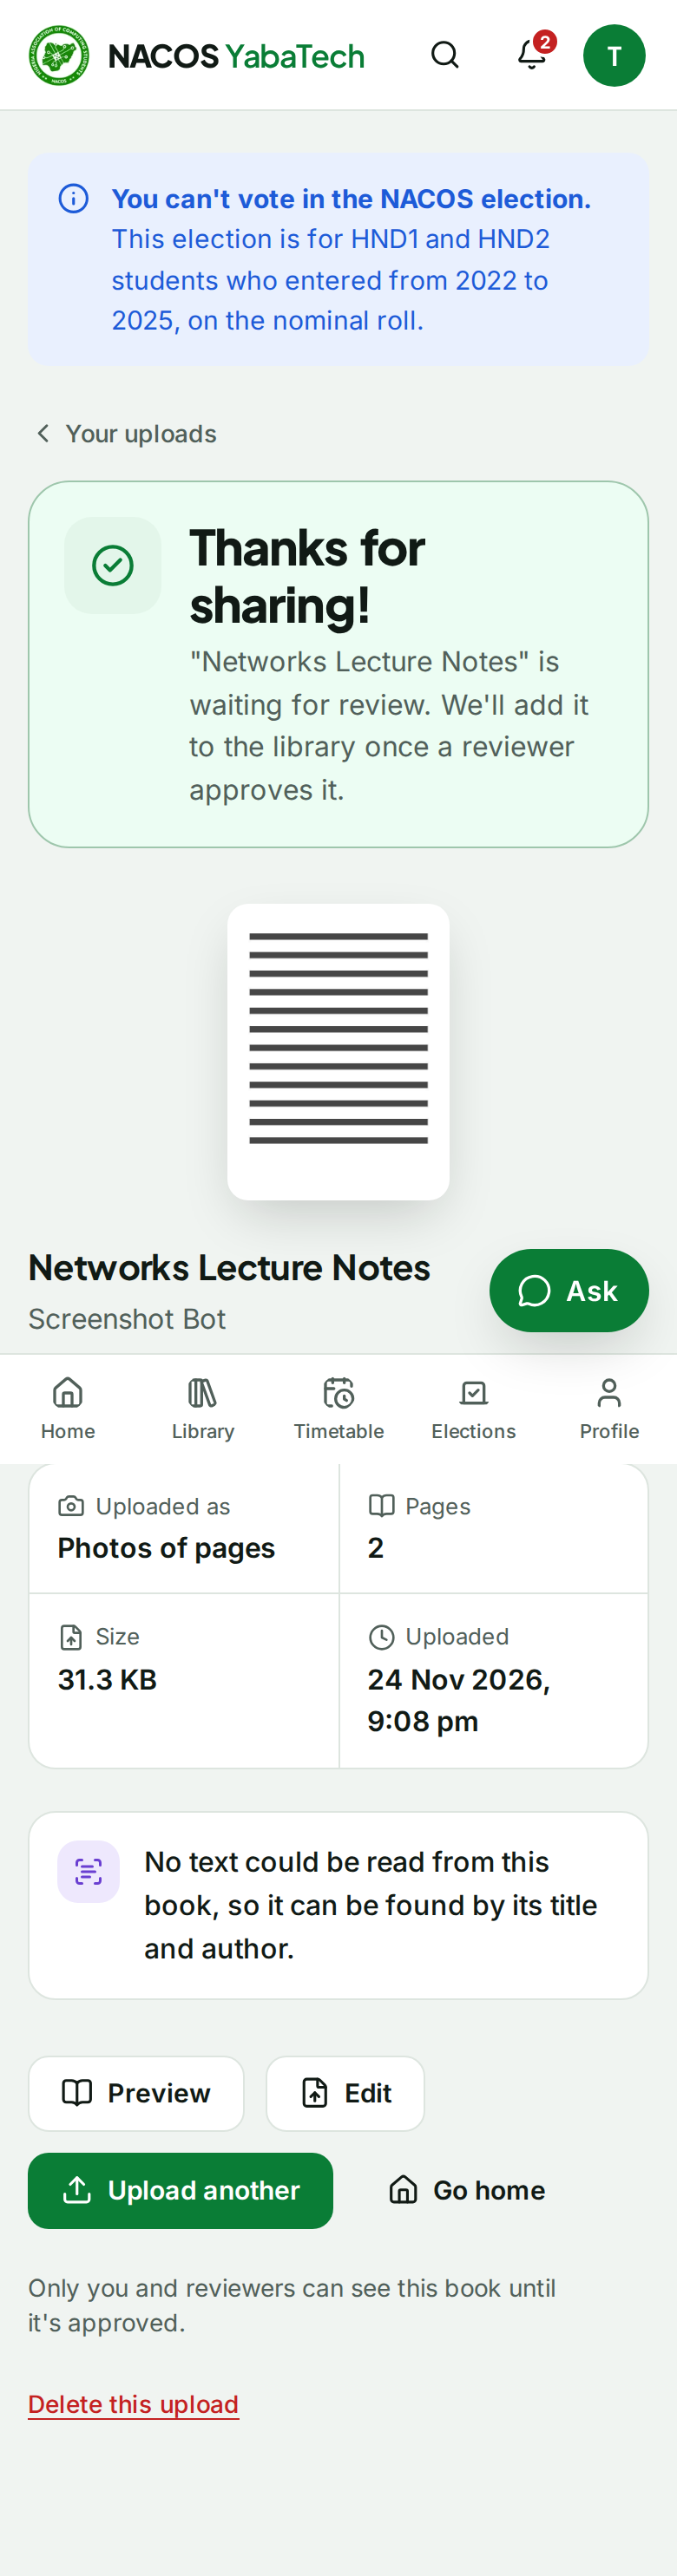 NACOS YabaTech
2
T
You can't vote in the NACOS election.
This election is for HND1 and HND2
students who entered from 2022 to
2025, on the nominal roll.
Your uploads
Thanks for
sharing!
"Networks Lecture Notes" is
waiting for review. We'll add it
to the library once a reviewer
approves it.
Networks Lecture Notes
Screenshot Bot
Ask
Home
Library
Timetable
Elections
Profile
Uploaded as
Photos of pages
Pages
2
Size
31.3 KB
Uploaded
24 Nov 2026,
9:08 pm
No text could be read from this
book, so it can be found by its title
and author.
Preview
Edit
Upload another
Go home
Only you and reviewers can see this book until
it's approved.
Delete this upload